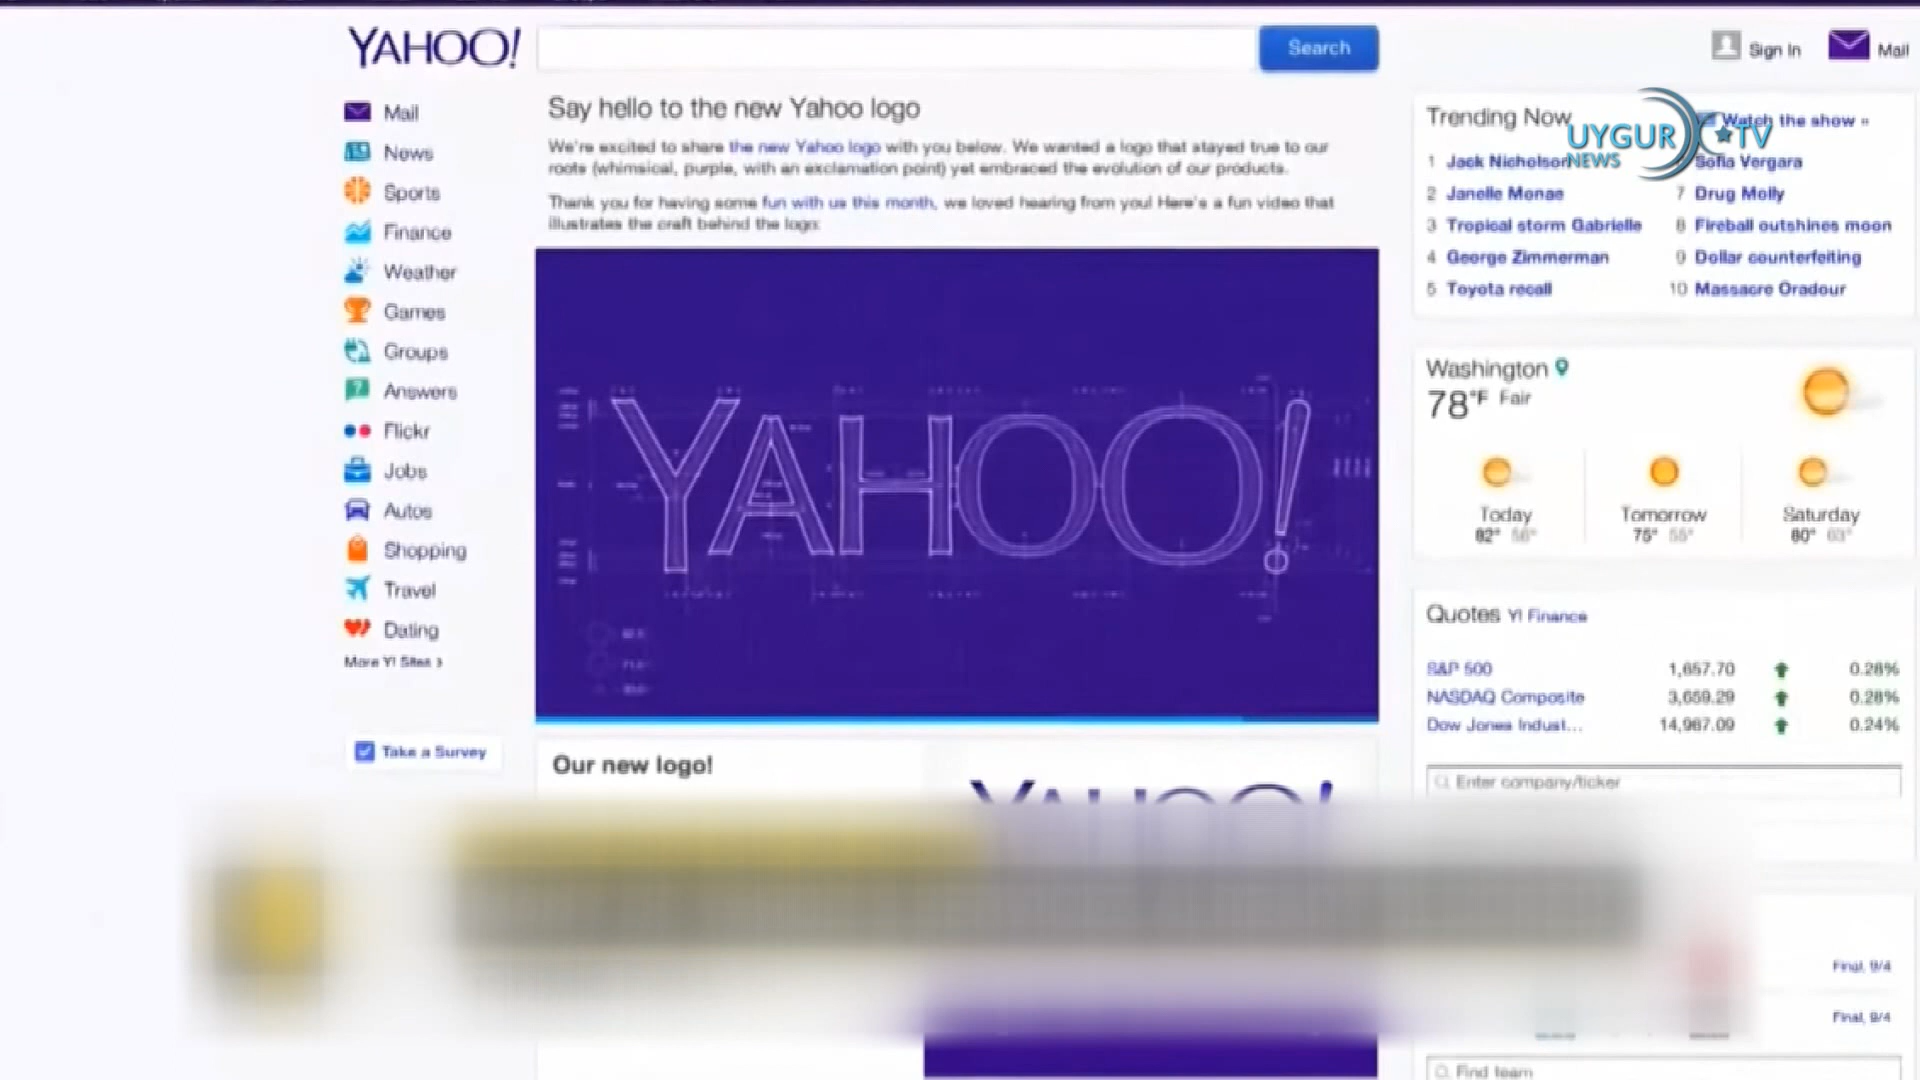 YAHOO!
Search
Sign In
Mail
Mail
News
Sports
Finance
Weather
Games
Groups
Answers
Flickr
Jobs
Autos
Shopping
Travel
Dating
More Y! Sites >
Take a Survey
Say hello to the new Yahoo logo
We're excited to share the new Yahoo logo with you below. We wanted a logo that stayed true to our
roots (whimsical, purple, with an exclamation point) yet embraced the evolution of our products.
Thank you for having some fun with us this month, we loved hearing from you! Here's a fun video that
illustrates the craft behind the logo:
YAHOO!
Our new logo!
YAHOO!
Trending Now
Watch the show »
UYGUR TV
NEWS
1 Jack Nicholson
2 Janelle Monae
3 Tropical storm Gabrielle
4 George Zimmerman
5 Toyota recall
Sofia Vergara
7 Drug Molly
8 Fireball outshines moon
9 Dollar counterfeiting
10 Massacre Oradour
Washington
78°F Fair
Today
82° 56°
Tomorrow
75° 55°
Saturday
80° 63°
Quotes Y! Finance
S&P 500 1,657.70 0.28%
NASDAQ Composite 3,659.29 0.28%
Dow Jones Indust... 14,967.09 0.24%
Enter company/ticker
Final, 9/4
Final, 9/4
Find team